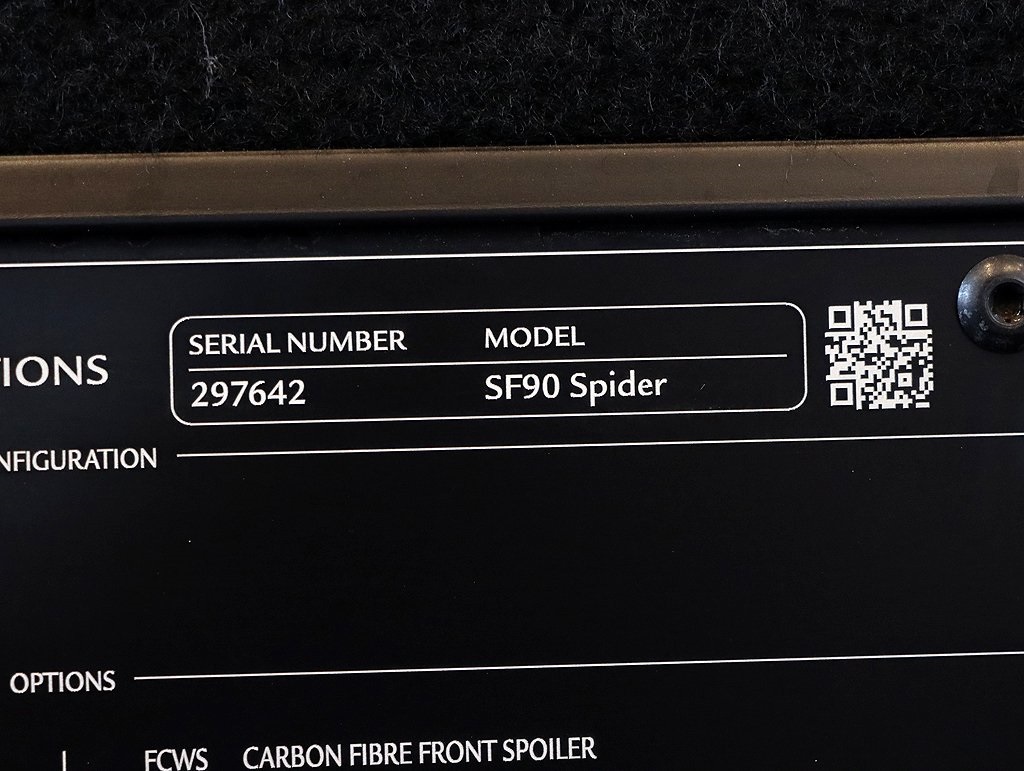 SERIAL NUMBER MODEL
IONS
297642 SF90 Spider
NFIGURATION
OPTIONS
FCWS CARBON FIBRE FRONT SPOILER